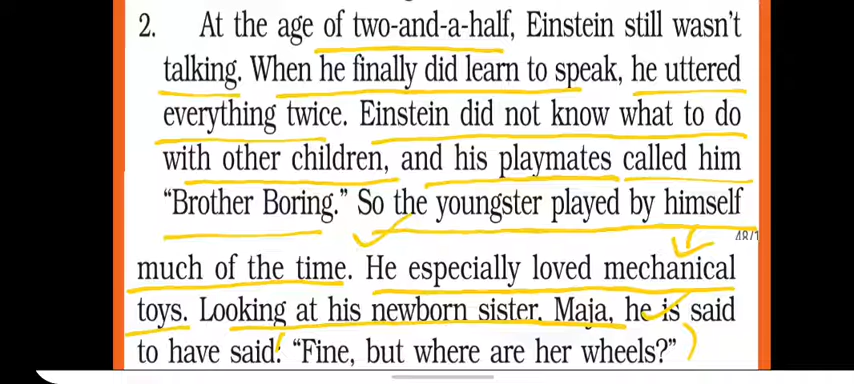 2. At the age of two-and-a-half, Einstein still wasn't
talking. When he finally did learn to speak, he uttered
everything twice. Einstein did not know what to do
with other children, and his playmates called him
"Brother Boring." So the youngster played by himself
48/1
much of the time. He especially loved mechanical
toys. Looking at his newborn sister. Maja, he is said
to have said: "Fine, but where are her wheels?"